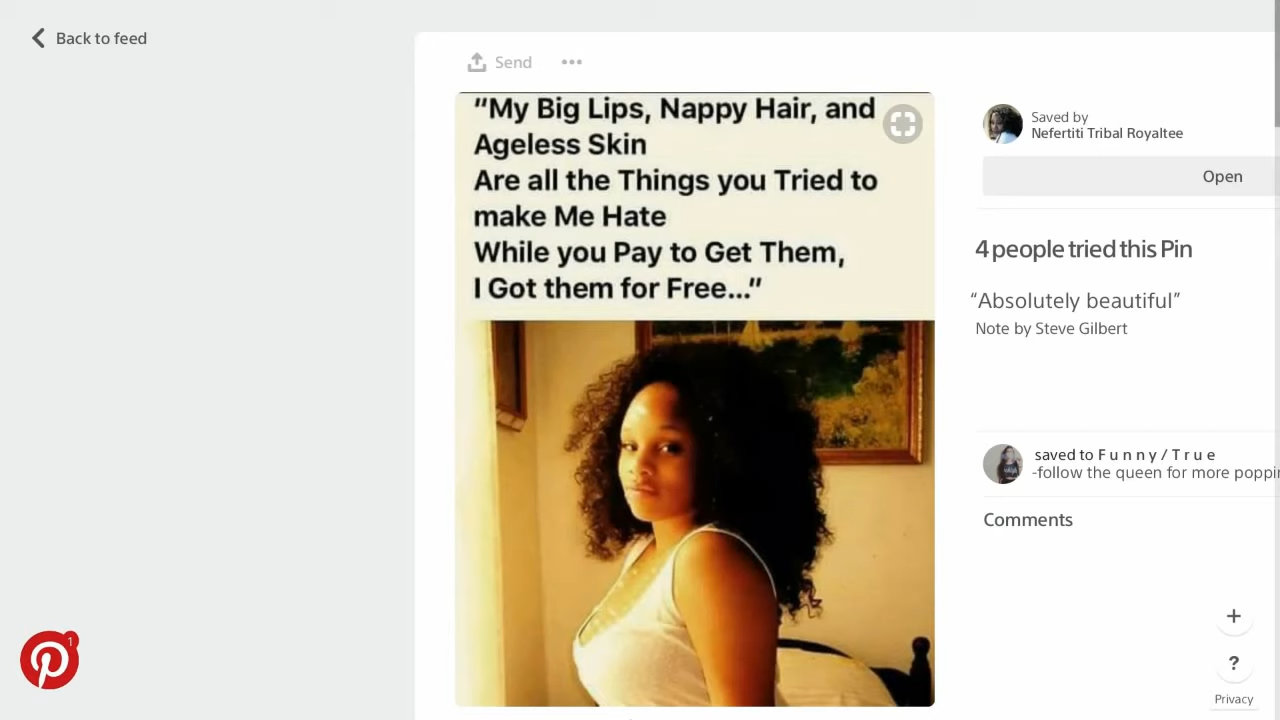 Back to feed
Send
"My Big Lips, Nappy Hair, and
Ageless Skin
Are all the Things you Tried to
make Me Hate
While you Pay to Get Them,
I Got them for Free..."
Saved by
Nefertiti Tribal Royaltee
Open
4 people tried this Pin
“Absolutely beautiful”
Note by Steve Gilbert
saved to F u n n y / T r u e
-follow the queen for more poppin
Comments
1
+
?
Privacy